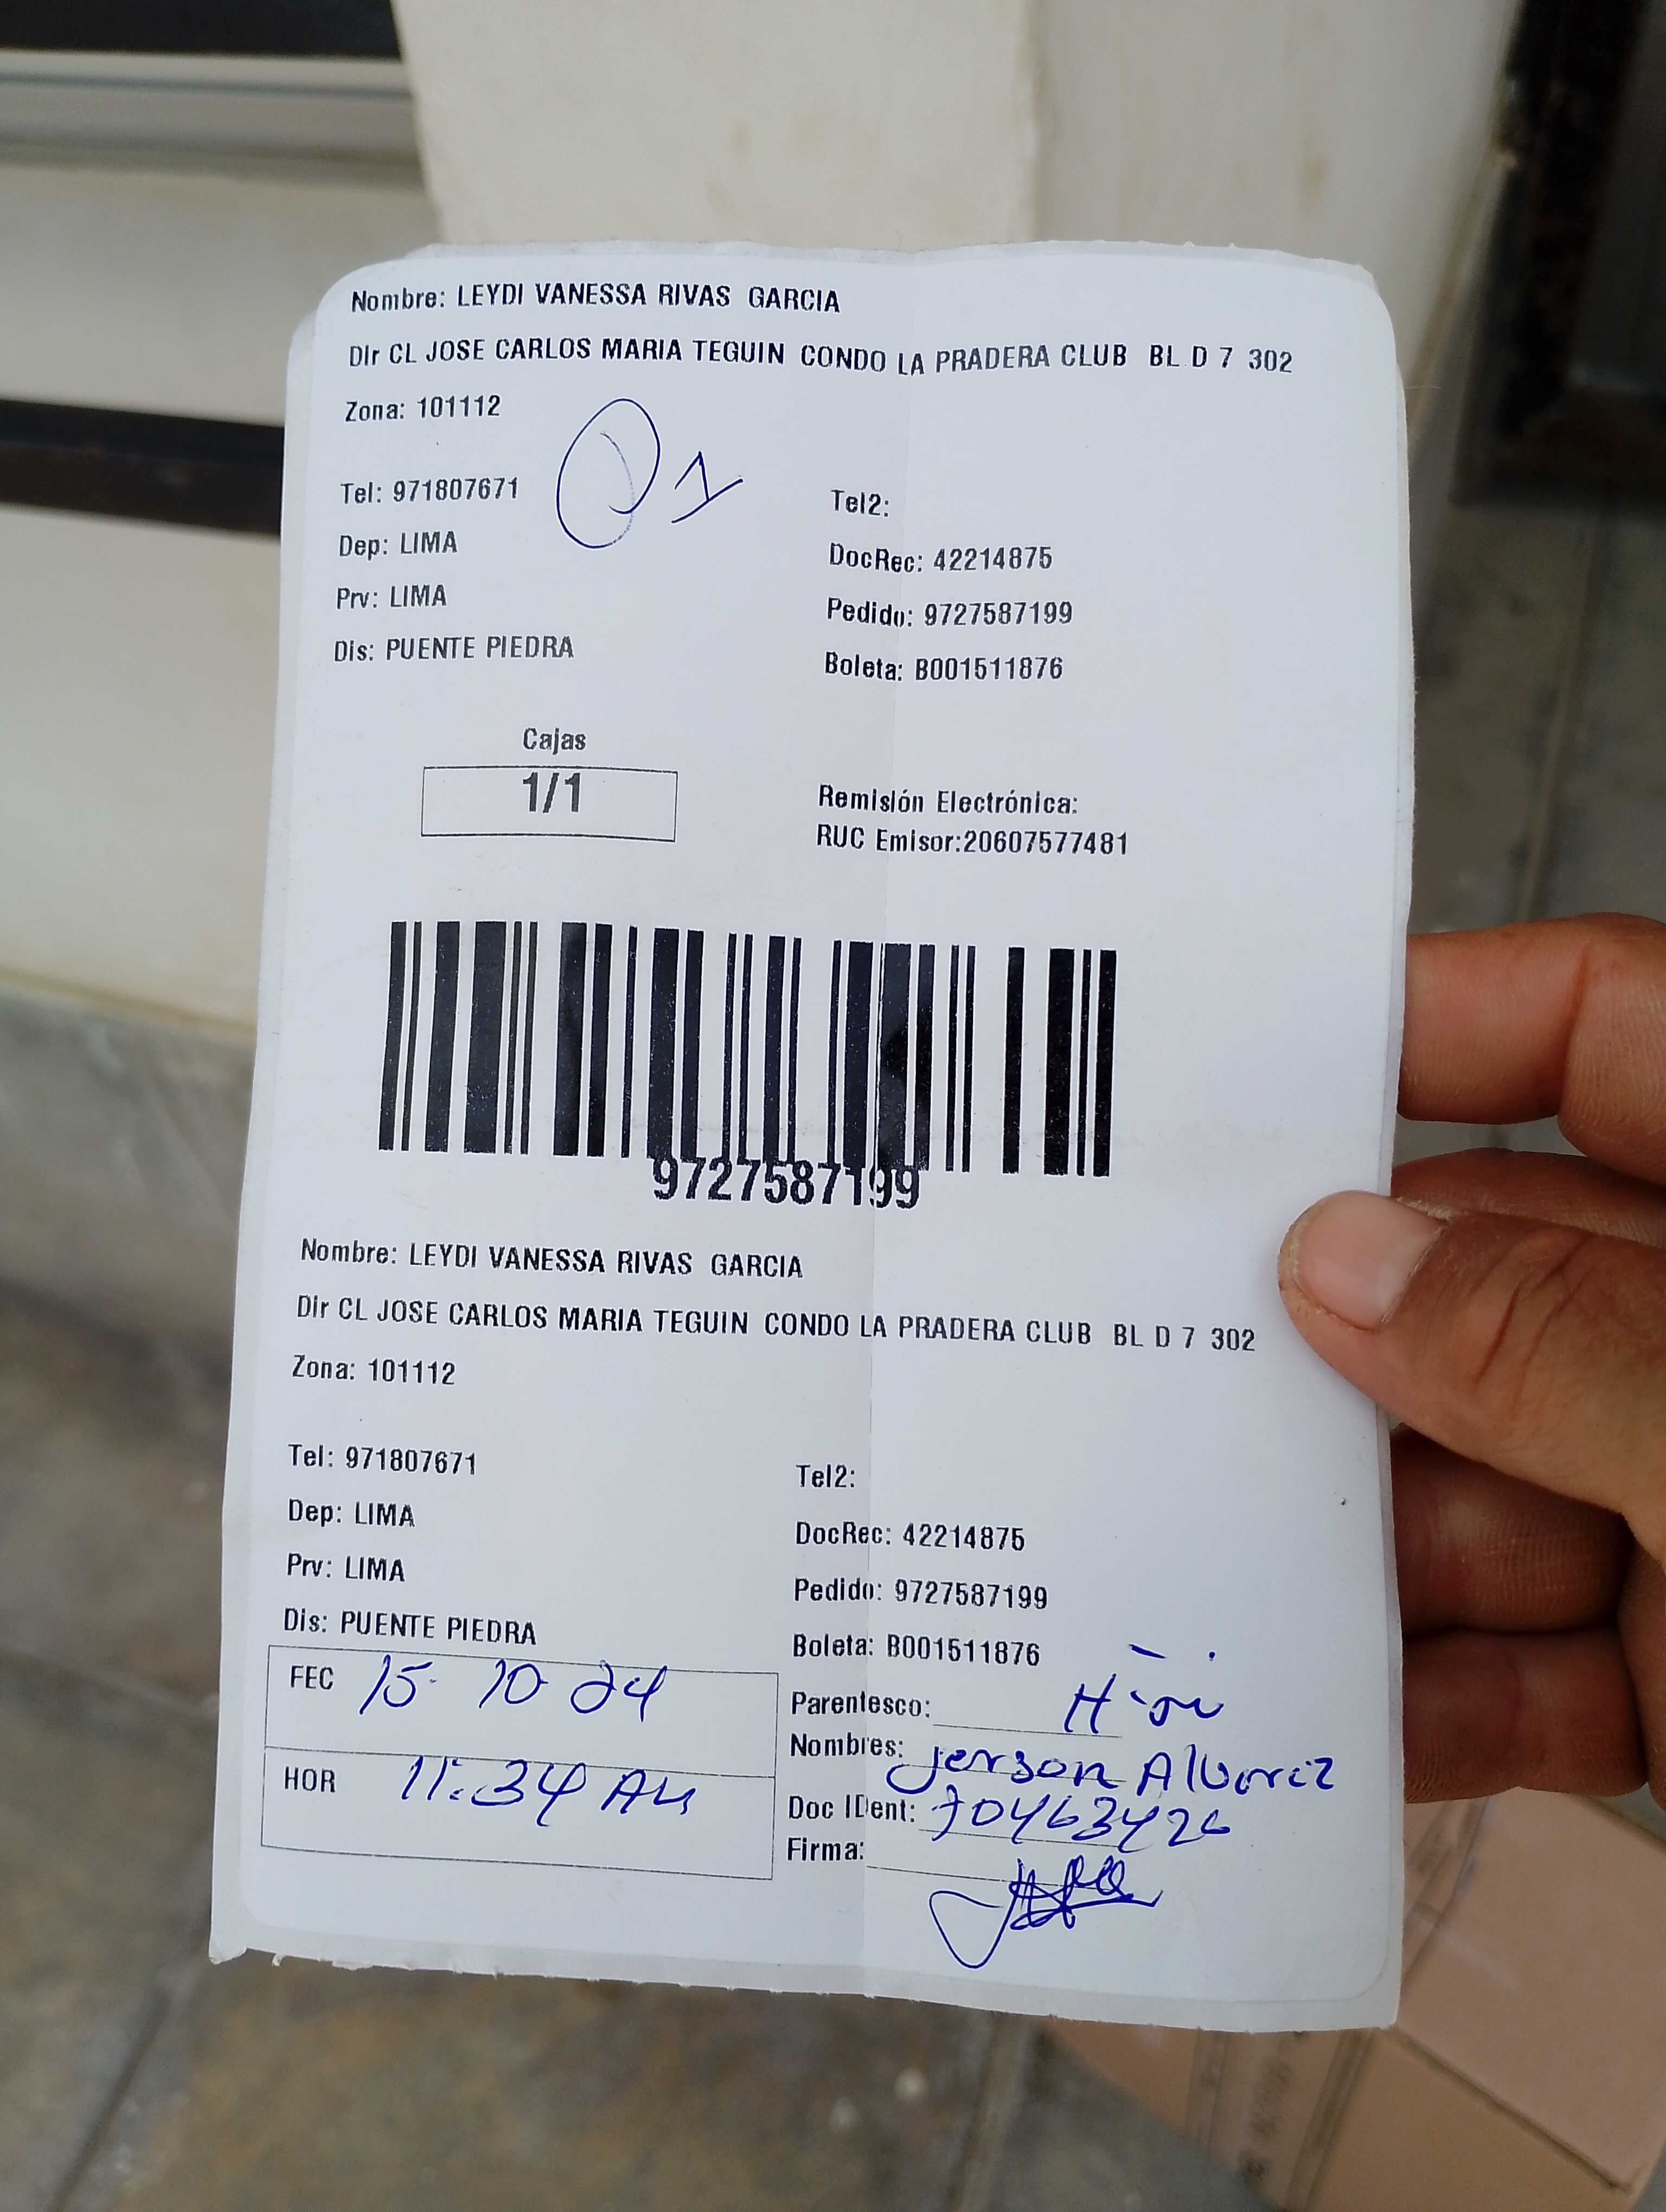 Nombre: LEYDI VANESSA RIVAS GARCIA
Dir CL JOSE CARLOS MARIA TEGUIN CONDO LA PRADERA CLUB BL D 7 302
Zona: 101112
Tel: 971807671
Tel2:
Dep: LIMA
DocRec: 42214875
Prv: LIMA
Pedido: 9727587199
Dis: PUENTE PIEDRA
Boleta: B001511876
Cajas
1/1
Remisión Electrónica:
RUC Emisor:20607577481
9727587199
Nombre: LEYDI VANESSA RIVAS GARCIA
Dir CL JOSE CARLOS MARIA TEGUIN CONDO LA PRADERA CLUB BL D 7 302
Zona: 101112
Tel: 971807671
Tel2:
Dep: LIMA
DocRec: 42214875
Prv: LIMA
Pedido: 9727587199
Dis: PUENTE PIEDRA
Boleta: B001511876
FEC 15 10 24
Parentesco:
Nombres: Jerson Alvarez
HOR 11:34 AM
Doc IDent: 70463426
Firma: